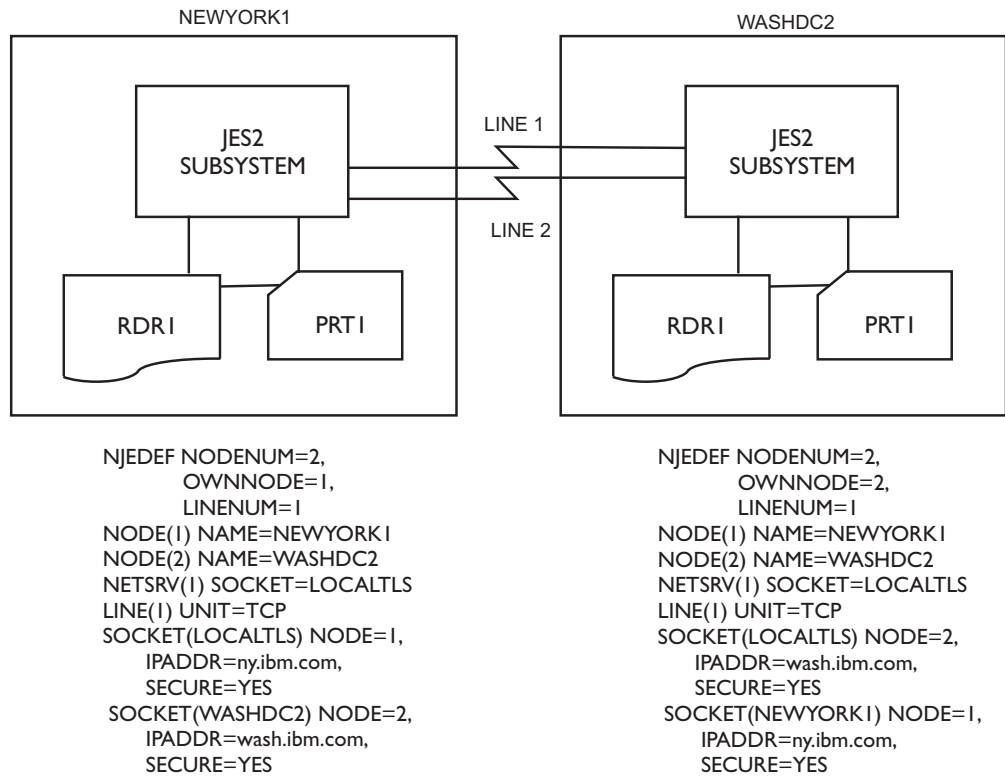 NEWYORK1
WASHDC2
JES2
SUBSYSTEM
LINE 1
LINE 2
JES2
SUBSYSTEM
RDR1
PRT1
RDR1
PRT1
NJEDEF NODENUM=2,
OWNNODE=1,
LINENUM=1
NODE(1) NAME=NEWYORK1
NODE(2) NAME=WASHDC2
NETSRV(1) SOCKET=LOCALTLS
LINE(1) UNIT=TCP
SOCKET(LOCALTLS) NODE=1,
IPADDR=ny.ibm.com,
SECURE=YES
SOCKET(WASHDC2) NODE=2,
IPADDR=wash.ibm.com,
SECURE=YES
NJEDEF NODENUM=2,
OWNNODE=2,
LINENUM=1
NODE(1) NAME=NEWYORK1
NODE(2) NAME=WASHDC2
NETSRV(1) SOCKET=LOCALTLS
LINE(1) UNIT=TCP
SOCKET(LOCALTLS) NODE=2,
IPADDR=wash.ibm.com,
SECURE=YES
SOCKET(NEWYORK1) NODE=1,
IPADDR=ny.ibm.com,
SECURE=YES